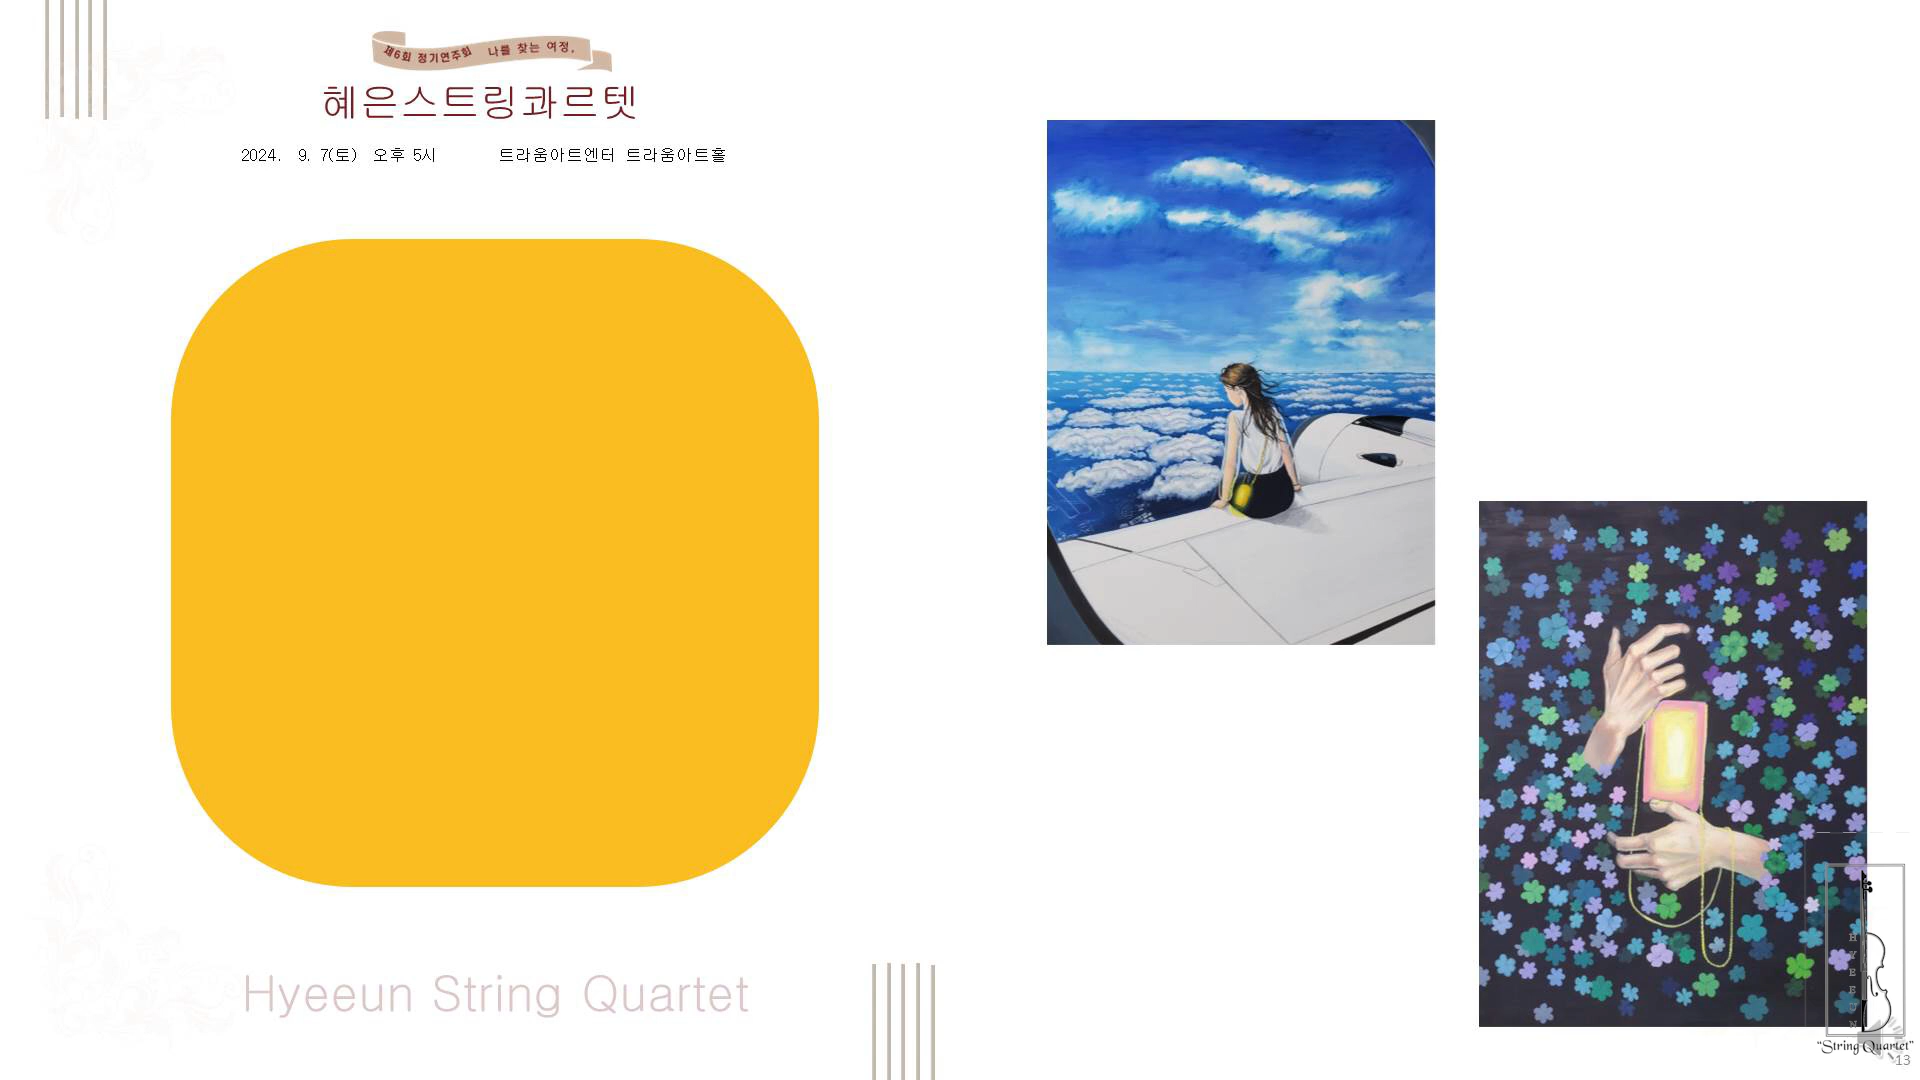 제6회 정기연주회 나를 찾는 여정,
혜은스트링콰르텟
2024. 9. 7(토) 오후 5시 트라움아트엔터 트라움아트홀
Hyeeun String Quartet
HYEEUN
"String Quartet"
13